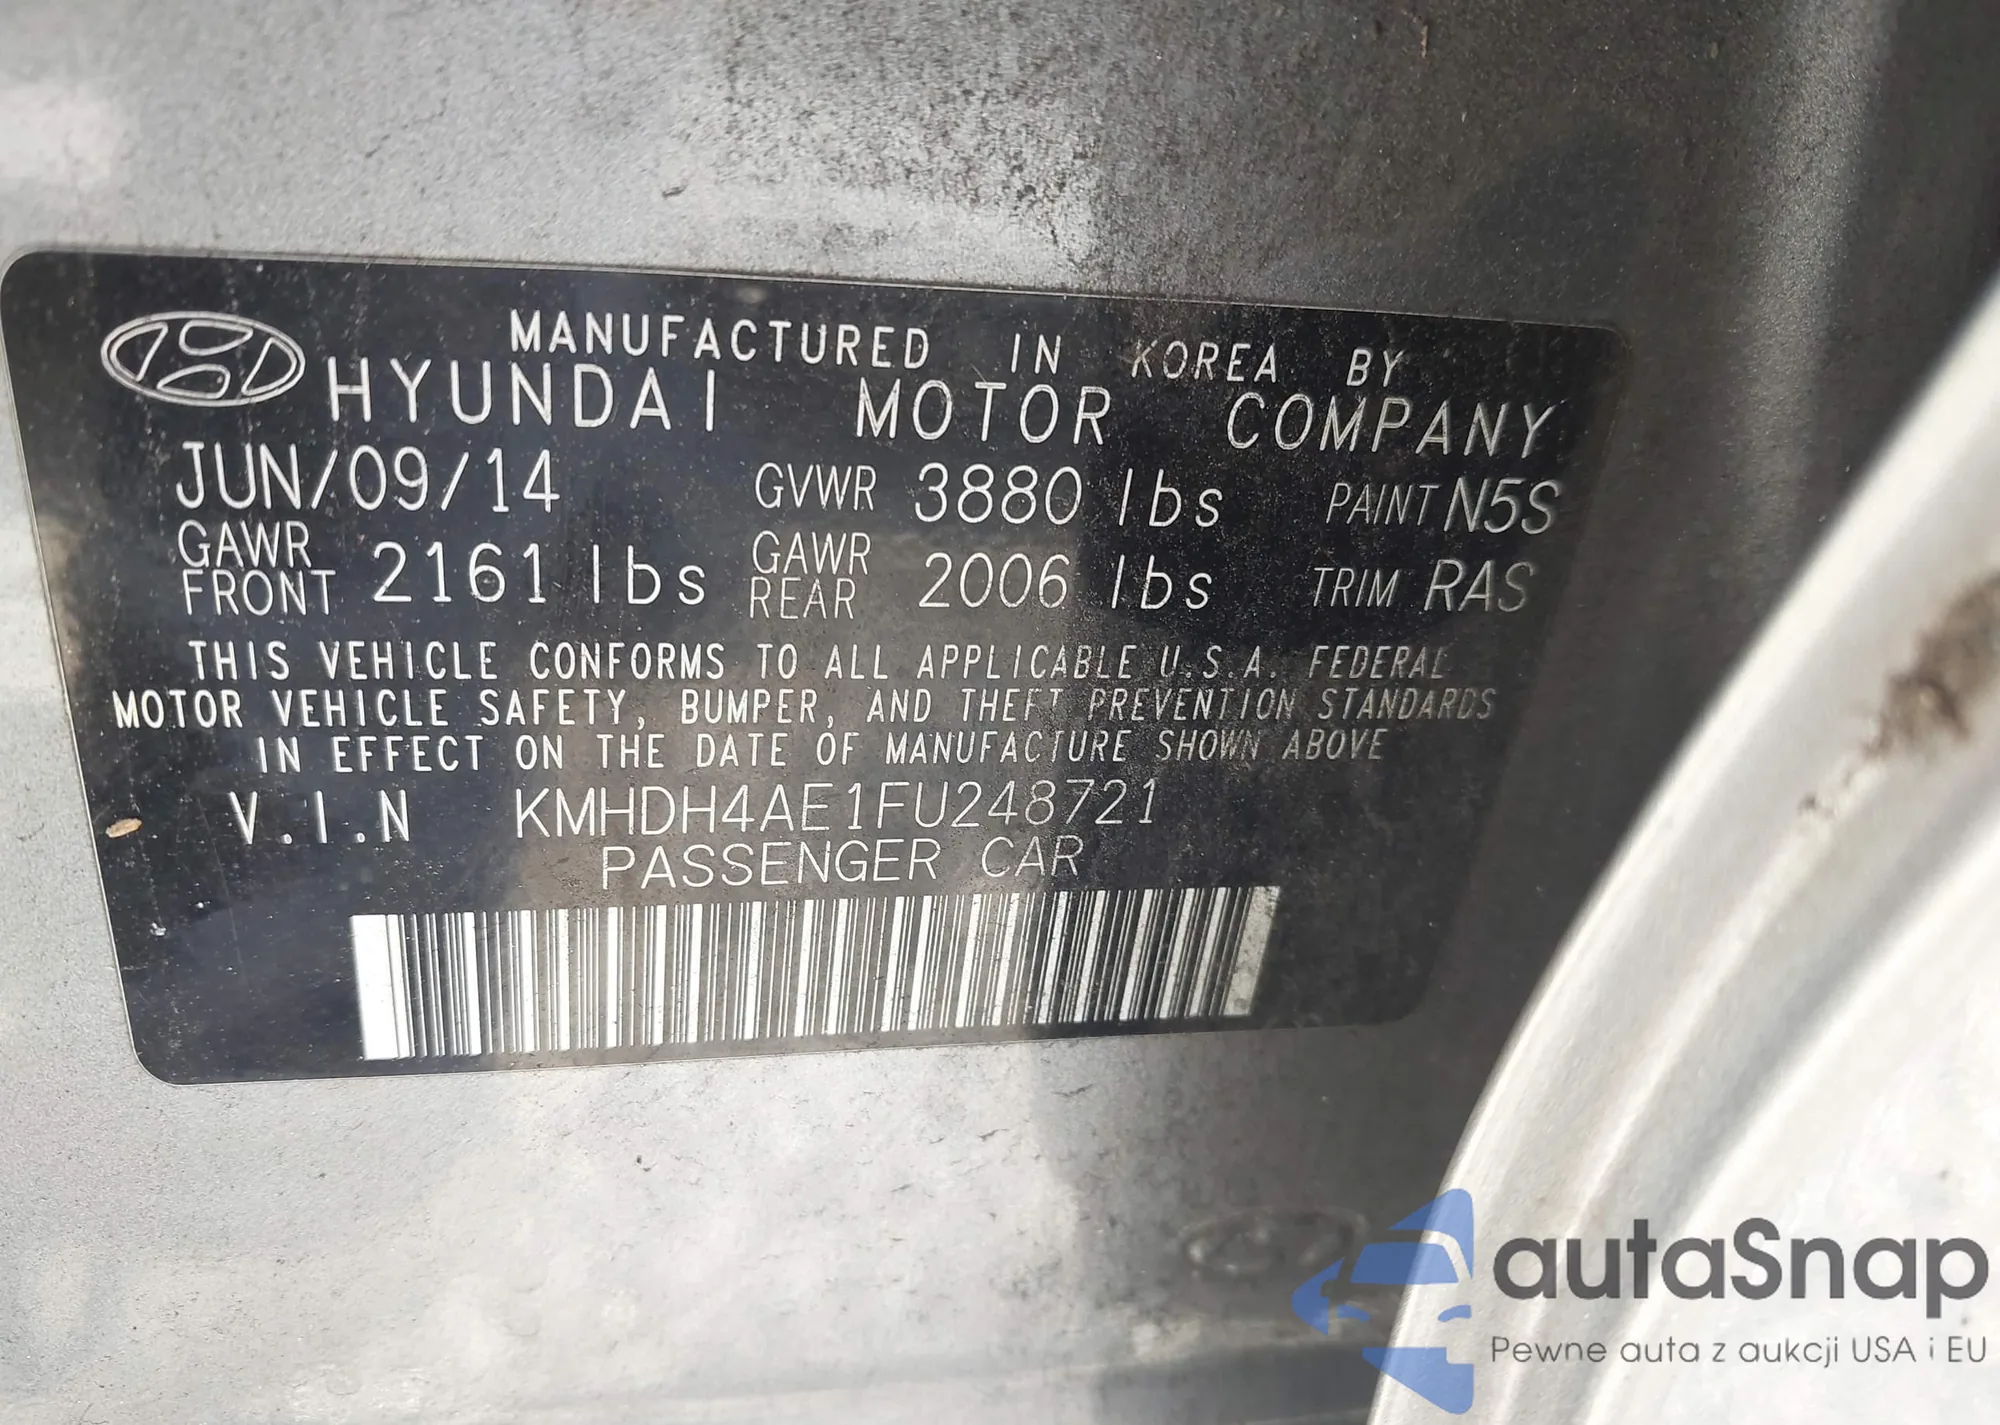 MANUFACTURED IN KOREA BY
HYUNDAI MOTOR COMPANY
JUN/09/14 GVWR 3880 lbs PAINT N5S
GAWR FRONT 2161 lbs GAWR REAR 2006 lbs TRIM RAS
THIS VEHICLE CONFORMS TO ALL APPLICABLE U.S.A. FEDERAL
MOTOR VEHICLE SAFETY, BUMPER, AND THEFT PREVENTION STANDARDS
IN EFFECT ON THE DATE OF MANUFACTURE SHOWN ABOVE
V.I.N KMHDH4AE1FU248721
PASSENGER CAR
autaSnap
Pewne auta z aukcji USA i EU